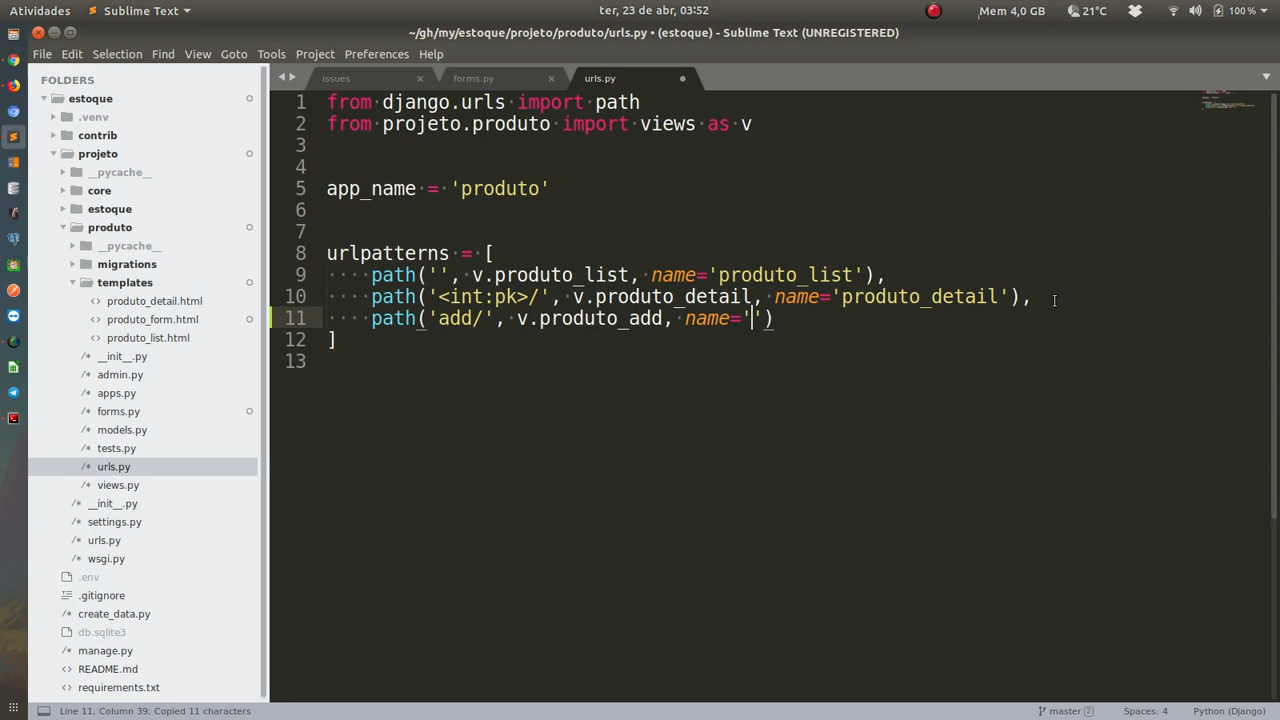 Atividades
Sublime Text
ter, 23 de abr, 03:52
Mem 4,0 GB
21°C
100 %
~/gh/my/estoque/projeto/produto/urls.py • (estoque) - Sublime Text (UNREGISTERED)
File Edit Selection Find View Goto Tools Project Preferences Help
FOLDERS
estoque
.venv
contrib
projeto
__pycache__
core
estoque
produto
__pycache__
migrations
templates
produto_detail.html
produto_form.html
produto_list.html
__init__.py
admin.py
apps.py
forms.py
models.py
tests.py
urls.py
views.py
__init__.py
settings.py
urls.py
wsgi.py
.env
.gitignore
create_data.py
db.sqlite3
manage.py
README.md
requirements.txt
issues
forms.py
urls.py
1 from django.urls import path
2 from projeto.produto import views as v
3
4
5 app_name = 'produto'
6
7
8 urlpatterns = [
9 path('', v.produto_list, name='produto_list'),
10 path('<int:pk>/', v.produto_detail, name='produto_detail'),
11 path('add/', v.produto_add, name='')
12 ]
13
Line 11, Column 39; Copied 11 characters
master 2
Spaces: 4
Python (Django)